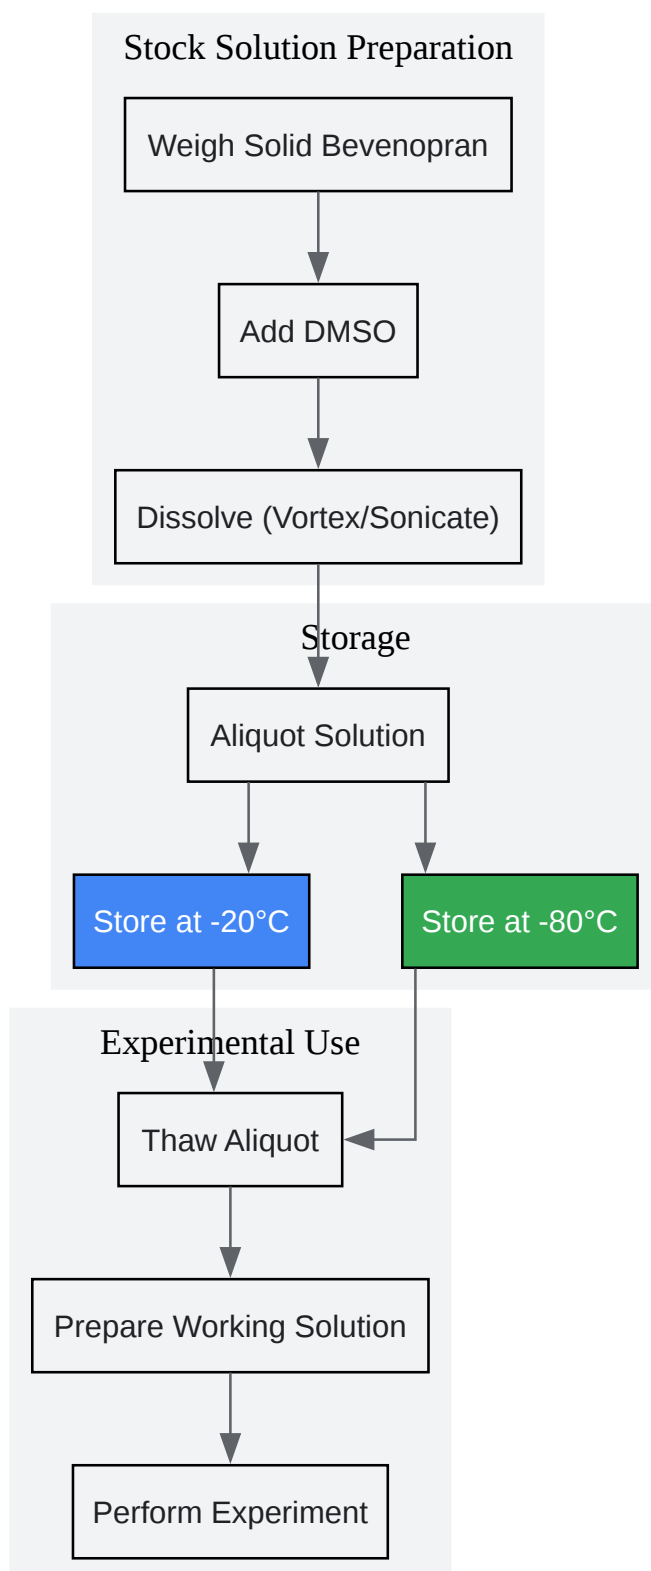 Stock Solution Preparation
Weigh Solid Bevenopran
Add DMSO
Dissolve (Vortex/Sonicate)
Storage
Aliquot Solution
Store at -20°C
Store at -80°C
Experimental Use
Thaw Aliquot
Prepare Working Solution
Perform Experiment